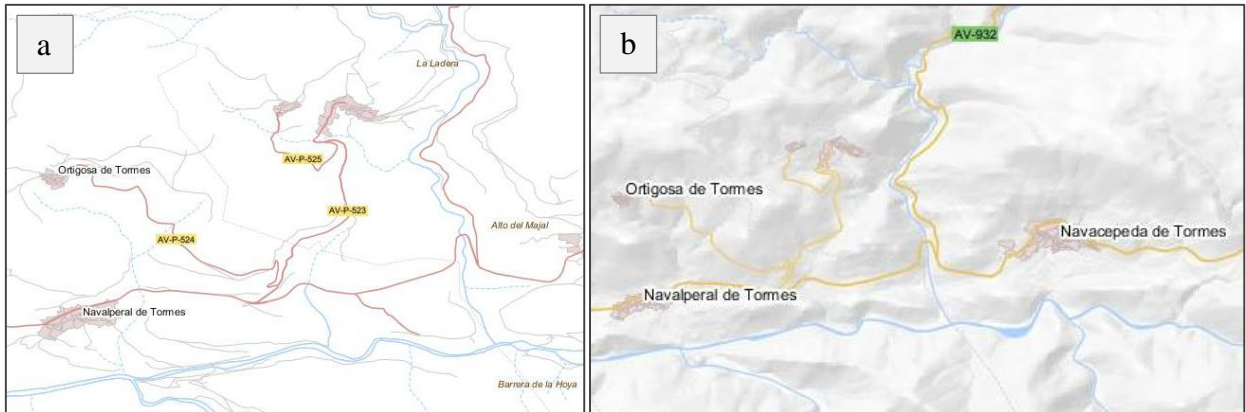 a
La Ladera
AV-P-525
Ortigosa de Tormes
AV-P-523
Alto del Majal
AV-P-524
Navalperal de Tormes
Barrera de la Hoya
b
AV-932
Ortigosa de Tormes
Navacepeda de Tormes
Navalperal de Tormes